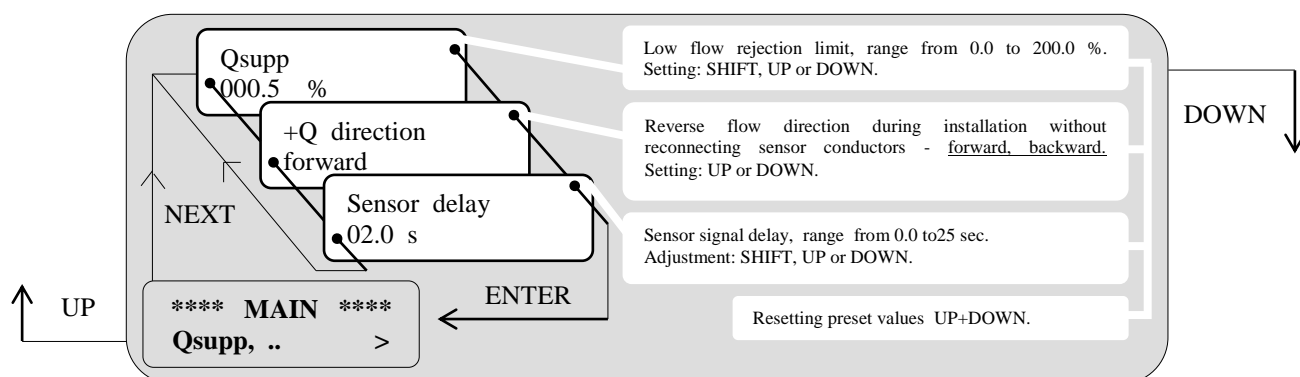 Qsupp
000.5 %
+Q direction
forward
Sensor delay
02.0 s
NEXT
UP
**** MAIN ****
Qsupp, .. >
ENTER
Low flow rejection limit, range from 0.0 to 200.0 %.
Setting: SHIFT, UP or DOWN.
Reverse flow direction during installation without
reconnecting sensor conductors - forward, backward.
Setting: UP or DOWN.
Sensor signal delay, range from 0.0 to25 sec.
Adjustment: SHIFT, UP or DOWN.
Resetting preset values UP+DOWN.
DOWN